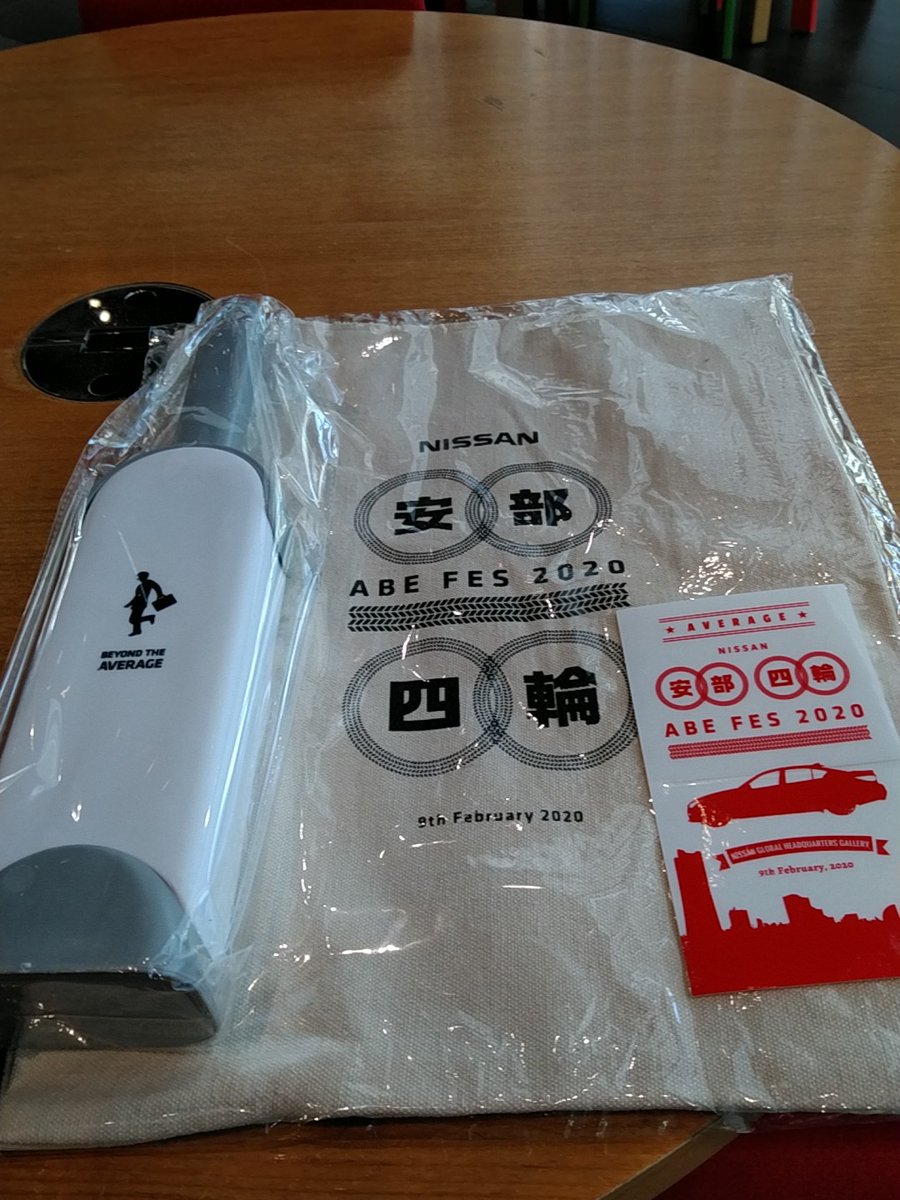 BEYOND THE
AVERAGE
NISSAN
安部
ABE FES 2020
四輪
9th February 2020
★ AVERAGE ★
NISSAN
安部四輪
ABE FES 2020
NISSAN GLOBAL HEADQUARTERS GALLERY
9th February, 2020